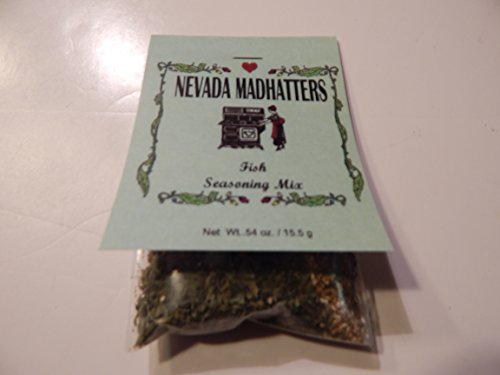 NEVADA MADHATTERS
Fish
Seasoning Mix
Net Wt. .54 oz. / 15.5 g